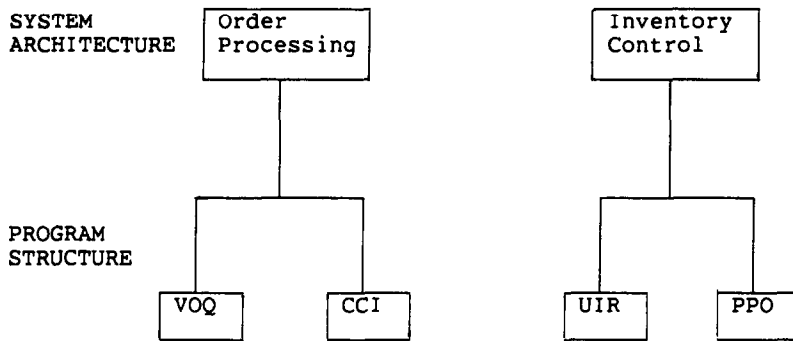 SYSTEM
ARCHITECTURE
Order
Processing
Inventory
Control
PROGRAM
STRUCTURE
VOQ
CCI
UIR
PPO